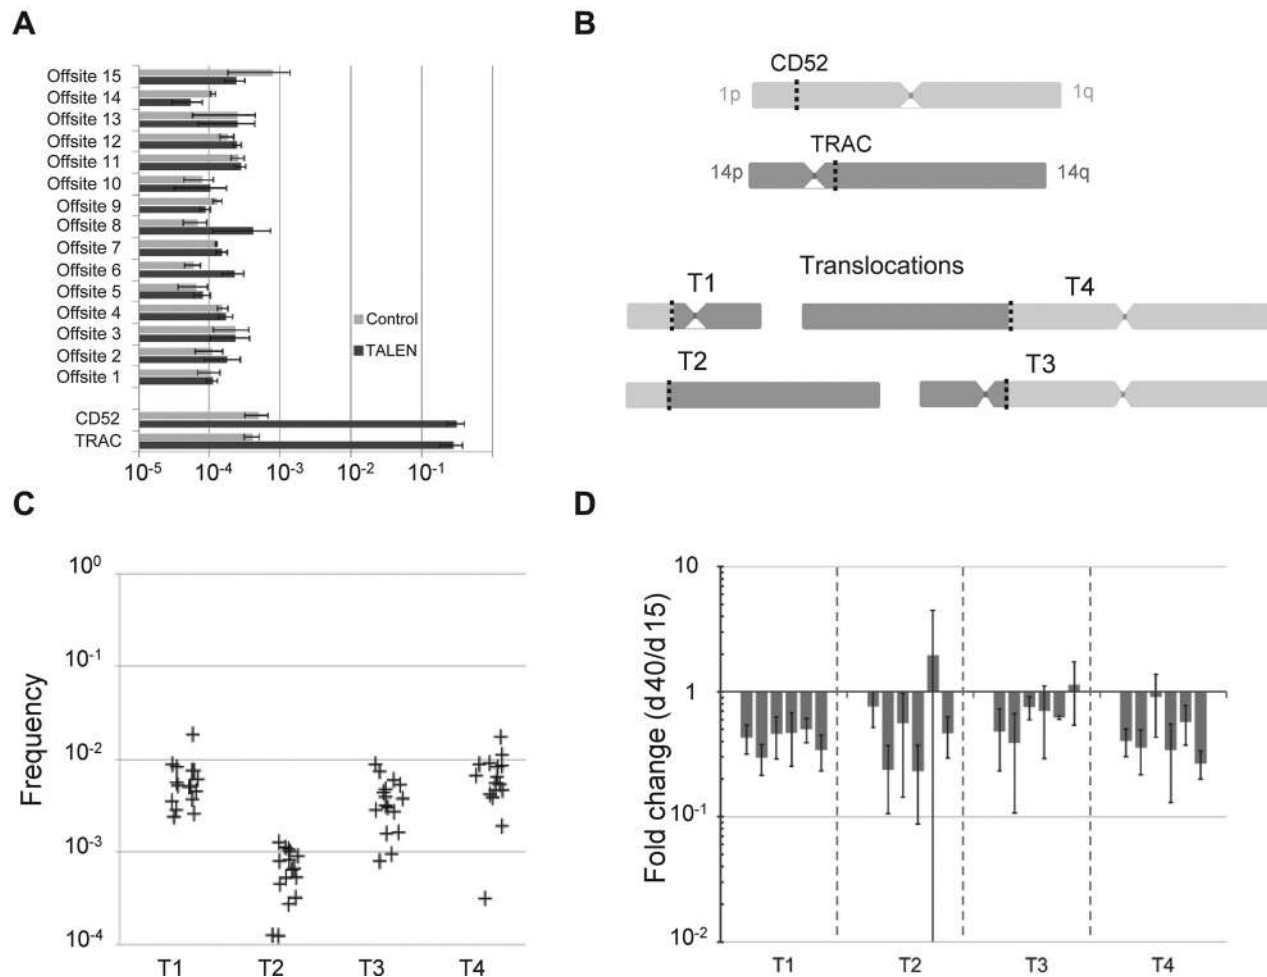 A
Offsite 15
Offsite 14
Offsite 13
Offsite 12
Offsite 11
Offsite 10
Offsite 9
Offsite 8
Offsite 7
Offsite 6
Offsite 5
Offsite 4
Offsite 3
Offsite 2
Offsite 1
CD52
TRAC
Control
TALEN
10-5 10-4 10-3 10-2 10-1
B
CD52
1p 1q
TRAC
14p 14q
Translocations
T1 T4
T2 T3
C
Frequency
10⁰
10-1
10-2
10-3
10-4
T1 T2 T3 T4
D
Fold change (d40/d15)
10
1
10-1
10-2
T1 T2 T3 T4